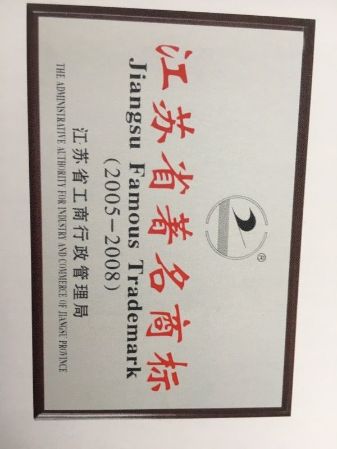 ®
江苏省著名商标
Jiangsu Famous Trademark
(2005-2008)
江苏省工商行政管理局
THE ADMINISTRATIVE AUTHORITY FOR INDUSTRY AND COMMERCE OF JIANGSU PROVINCE